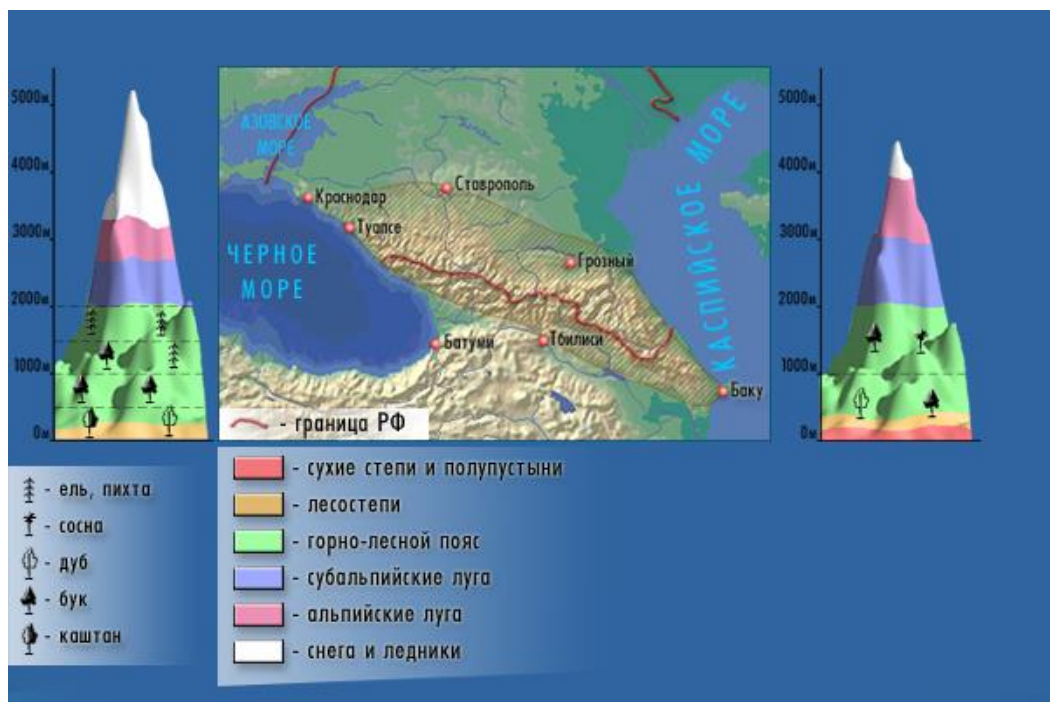 5000м
4000м
3000м
2000м
1000м
0м
АЗОВСКОЕ
МОРЕ
Краснодар
Ставрополь
Туапсе
ЧЕРНОЕ
МОРЕ
Грозный
КАСПИЙСКОЕ МОРЕ
Батуми
Тбилиси
Баку
- граница РФ
5000м
4000м
3000м
2000м
1000м
0м
- ель, пихта
- сосна
- дуб
- бук
- каштан
- сухие степи и полупустыни
- лесостепи
- горно-лесной пояс
- субальпийские луга
- альпийские луга
- снега и ледники